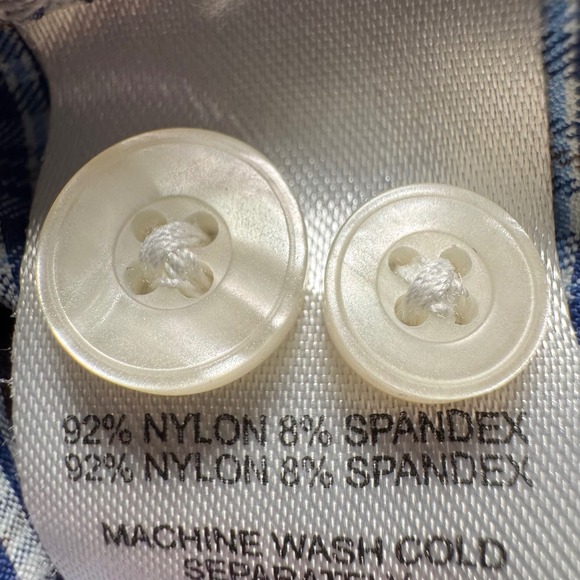 92% NYLON 8% SPANDEX
92% NYLON 8% SPANDEX
MACHINE WASH COLD